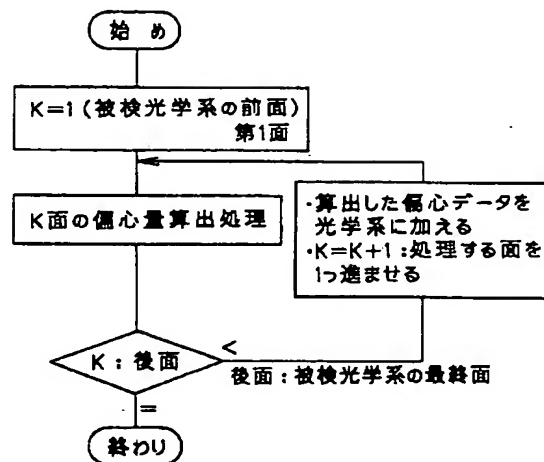 始め
K=1(被検光学系の前面)
第1面
K面の偏心量算出処理
・算出した偏心データを
光学系に加える
・K=K+1:処理する面を
1っ進ませる
K:後面
<
後面:被検光学系の最終面
=
終わり